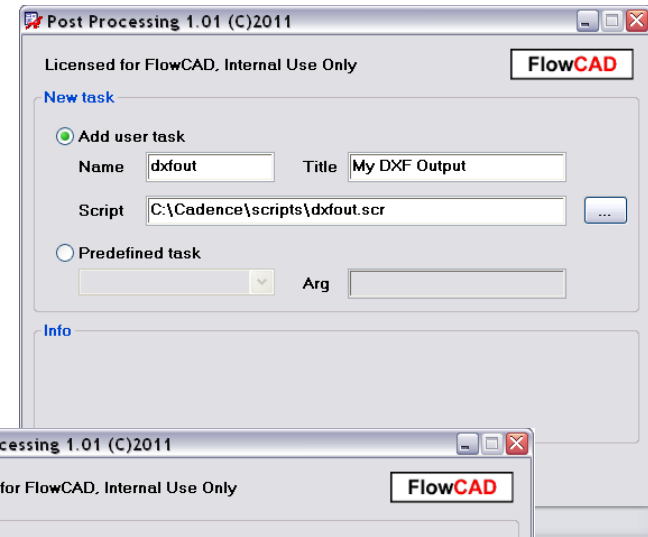 Post Processing 1.01 (C)2011
Licensed for FlowCAD, Internal Use Only FlowCAD
New task
Add user task
Name dxfout Title My DXF Output
Script C:\Cadence\scripts\dxfout.scr ...
Predefined task
Arg
Info
cessing 1.01 (C)2011
for FlowCAD, Internal Use Only FlowCAD